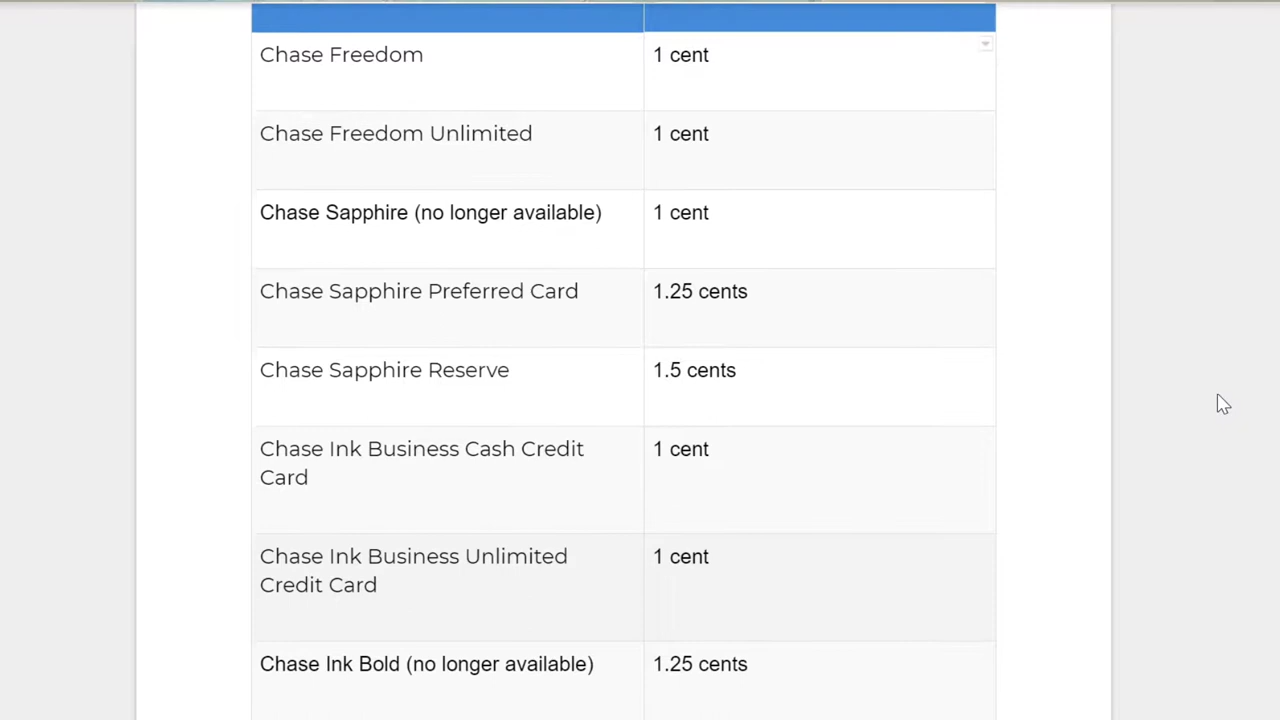 Chase Freedom
1 cent
Chase Freedom Unlimited
1 cent
Chase Sapphire (no longer available)
1 cent
Chase Sapphire Preferred Card
1.25 cents
Chase Sapphire Reserve
1.5 cents
Chase Ink Business Cash Credit
Card
1 cent
Chase Ink Business Unlimited
Credit Card
1 cent
Chase Ink Bold (no longer available)
1.25 cents